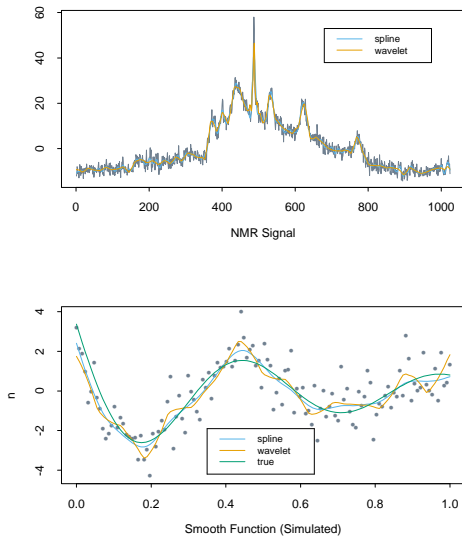 60
40
20
0
spline
wavelet
0 200 400 600 800 1000
NMR Signal
4
2
0
-2
-4
n
spline
wavelet
true
0.0 0.2 0.4 0.6 0.8 1.0
Smooth Function (Simulated)